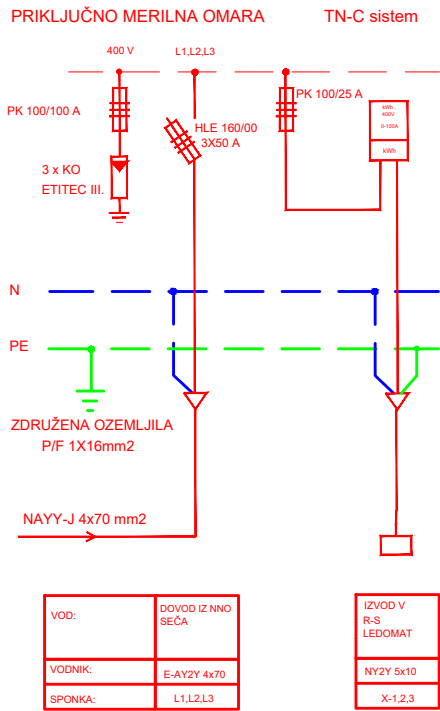 PRIKLJUČNO MERILNA OMARA
TN-C sistem
400 V
L1,L2,L3
PK 100/100 A
HLE 160/00
3X50 A
PK 100/25 A
kWh
400V
0-100A
kWh
3 x KO
ETITEC III.
N
PE
ZDRUŽENA OZEMLJILA
P/F 1X16mm2
NAYY-J 4x70 mm2
VOD:
DOVOD IZ NNO
SEČA
VODNIK:
E-AY2Y 4x70
SPONKA:
L1,L2,L3
IZVOD V
R-S
LEDOMAT
NY2Y 5x10
X-1,2,3